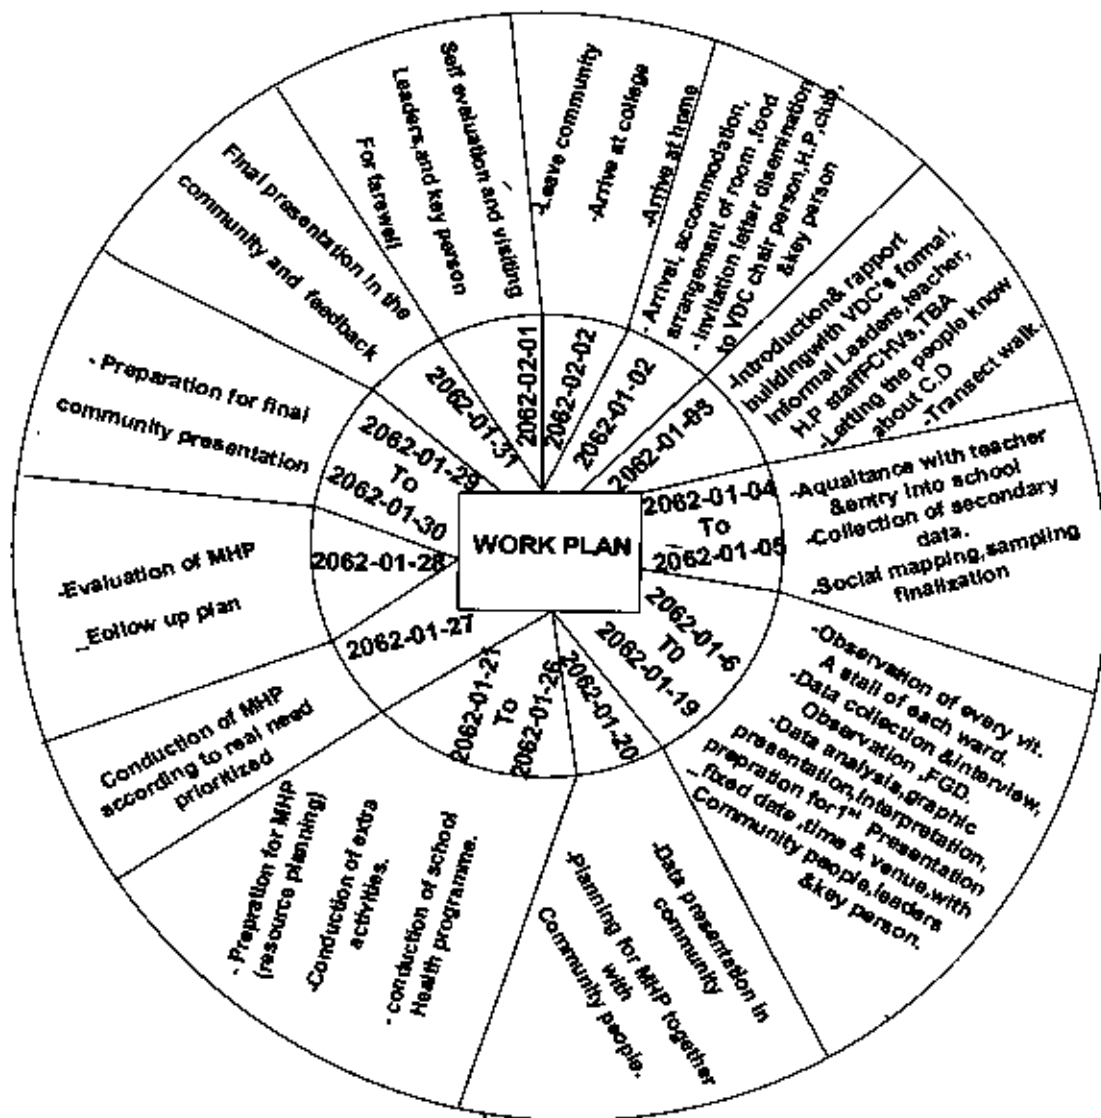 WORK PLAN
2062-01-02
- Arrival, accommodation,
arrangement of room ,food
- invitation letter disemination
to VDC chair person,H.P,club,
&key person
2062-01-03
-Introduction& rapport
buildingwith VDC's formal,
Informal Leaders,teacher,
H.P staffFCHVs,TBA
-Letting the people know
about C.D
-Transect walk
2062-01-04
To
2062-01-05
-Aquaitance with teacher
&entry into school
-Collection of secondary
data.
-Social mapping,sampling
finalization
2062-01-6
T0
2062-01-19
-Observation of every vit.
A stall of each ward.
-Data collection &interview,
Observation ,FGD.
-Data analysis,graphic
presentation,interpretation,
prepration for1st Presentation
_ fixed date ,time & venue,with
Community people,leaders
&key person.
2062-01-20
-Data presentation in
community
-Planning for MHP together
with
Community people.
2062-01-21
To
2062-01-26
- Prepration for MHP
(resource planning)
-Conduction of extra
activities.
- conduction of school
Health programme.
2062-01-27
Conduction of MHP
according to real need
prioritized
2062-01-28
-Evaluation of MHP
_Eollow up plan
2062-01-29
To
2062-01-30
- Preparation for final
community presentation
2062-01-31
Final presentation in the
community and feedback
2062-02-01
Self evaluation and visiting
Leaders,and key person
For farewell
2062-02-02
-Leave community
-Arrive at college
-Arrive at home